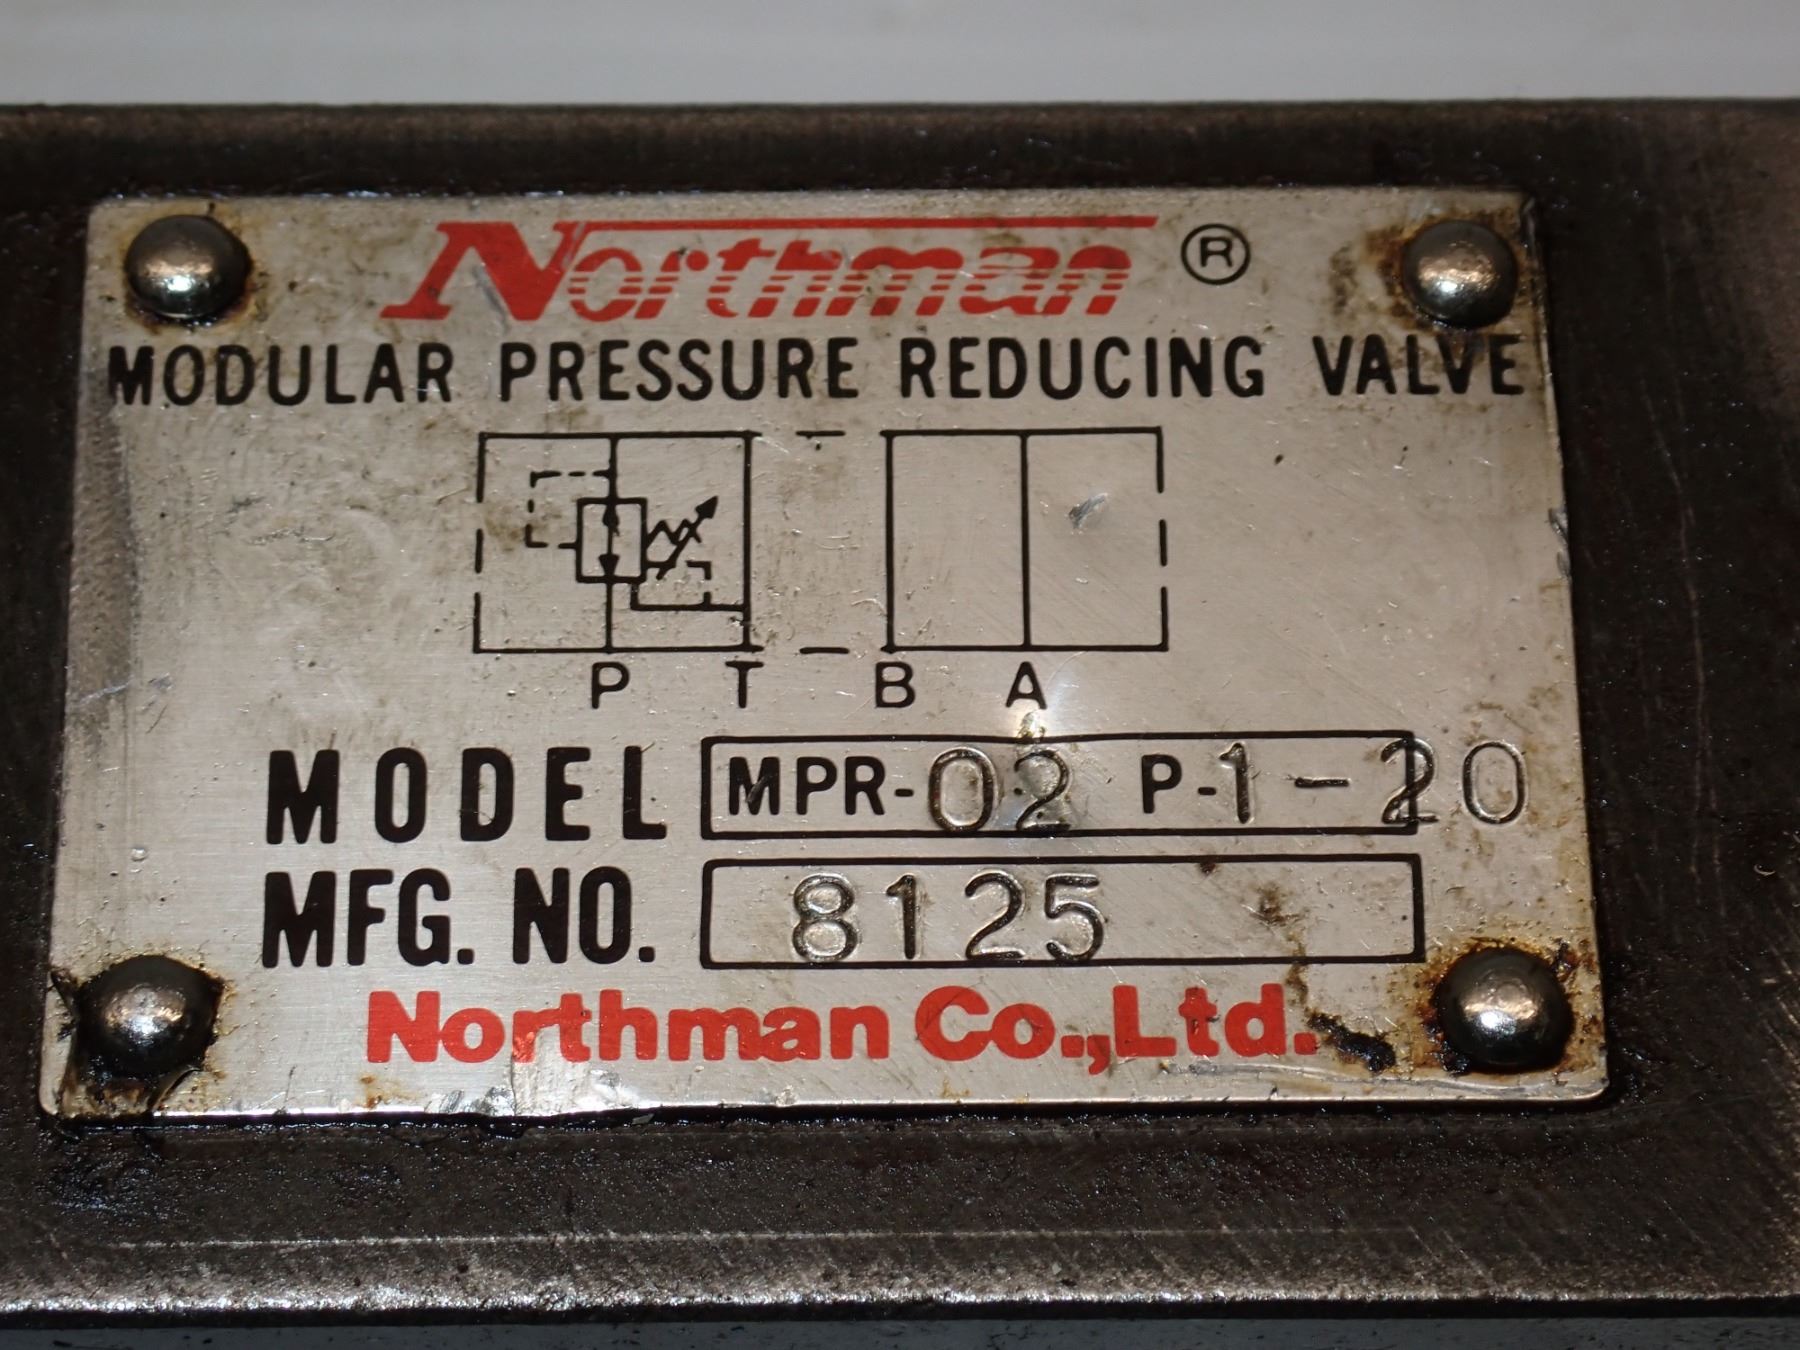 Northman ®
MODULAR PRESSURE REDUCING VALVE
P T B A
MODEL MPR-02 P-1-20
MFG. NO. 8125
Northman Co.,Ltd.